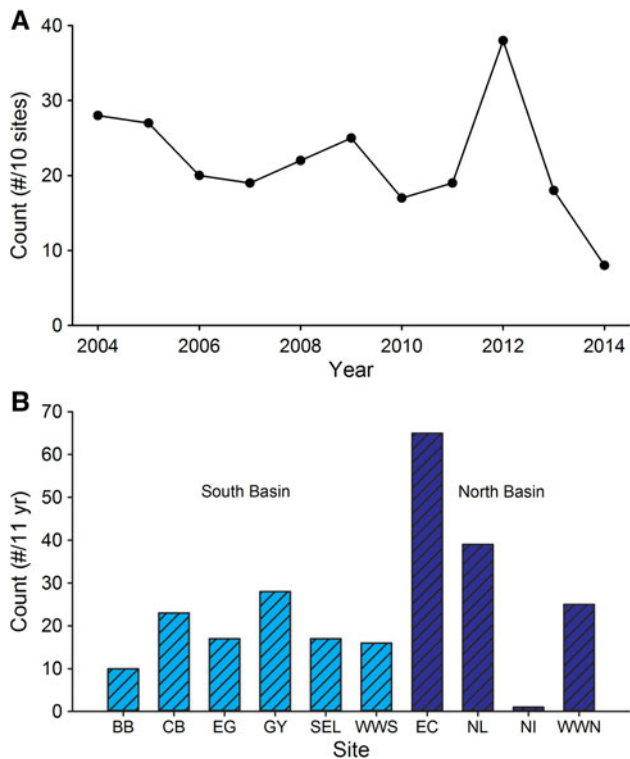 A
40
30
20
10
0
Count (#/10 sites)
2004 2006 2008 2010 2012 2014
Year
B
70
60
50
40
30
20
10
0
Count (#/11 yr)
South Basin North Basin
BB CB EG GY SEL WWS EC NL NI WWN
Site